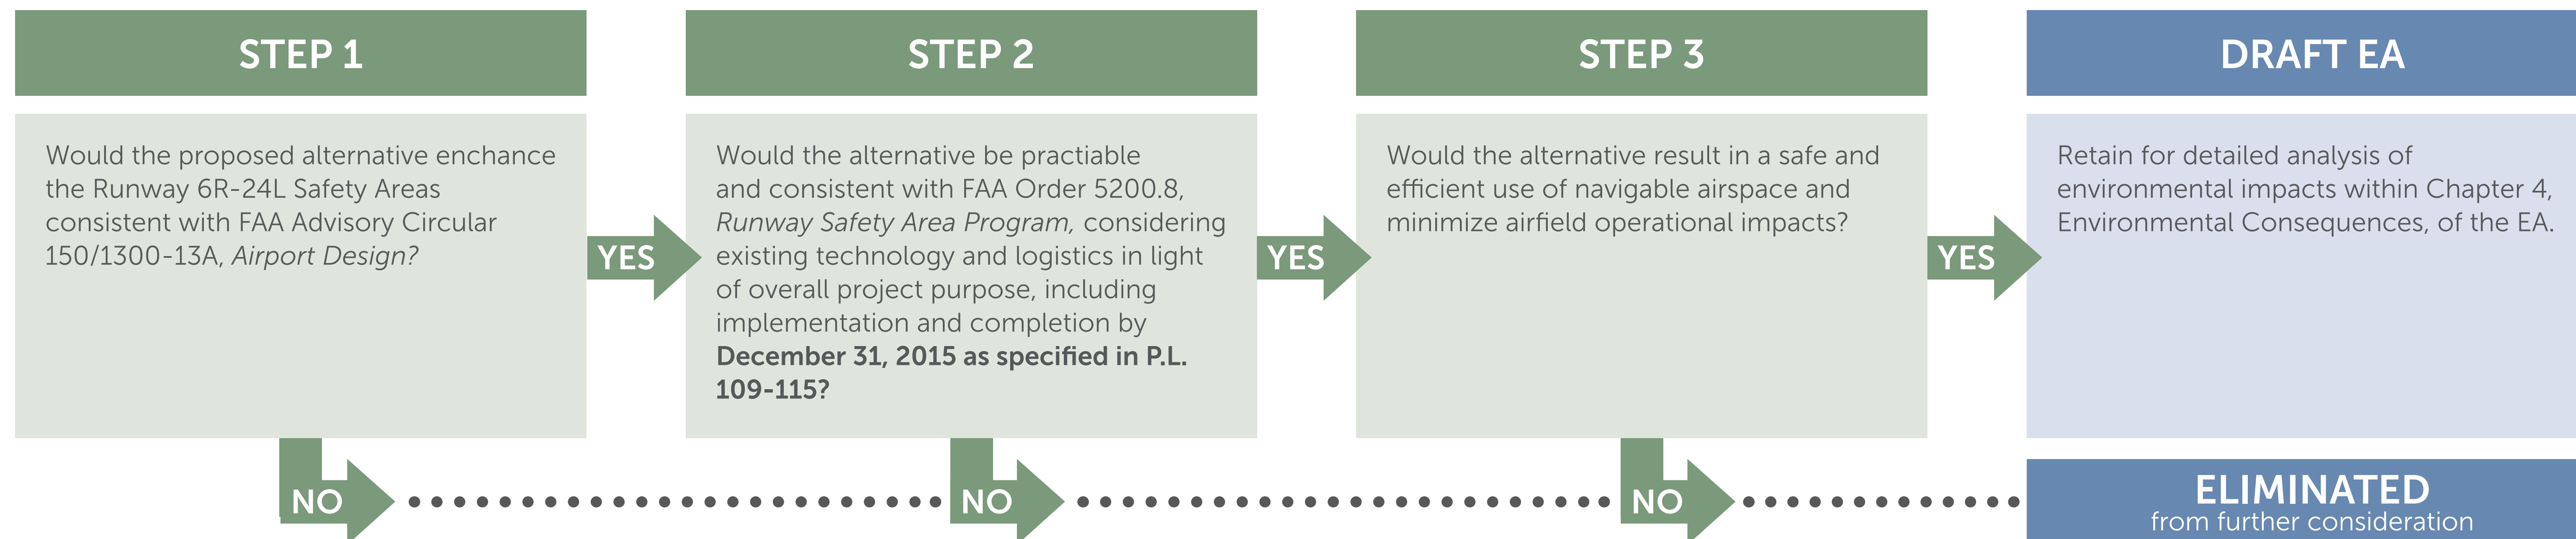 STEP 1
Would the proposed alternative enchance
the Runway 6R-24L Safety Areas
consistent with FAA Advisory Circular
150/1300-13A, Airport Design?
YES
STEP 2
Would the alternative be practiable
and consistent with FAA Order 5200.8,
Runway Safety Area Program, considering
existing technology and logistics in light
of overall project purpose, including
implementation and completion by
December 31, 2015 as specified in P.L.
109-115?
YES
STEP 3
Would the alternative result in a safe and
efficient use of navigable airspace and
minimize airfield operational impacts?
YES
DRAFT EA
Retain for detailed analysis of
environmental impacts within Chapter 4,
Environmental Consequences, of the EA.
NO
NO
NO
ELIMINATED
from further consideration